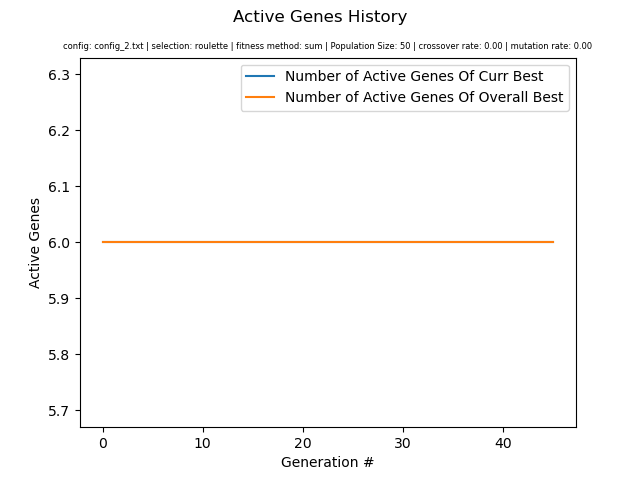 Active Genes History
config: config_2.txt | selection: roulette | fitness method: sum | Population Size: 50 | crossover rate: 0.00 | mutation rate: 0.00
Number of Active Genes Of Curr Best
Number of Active Genes Of Overall Best
Active Genes
6.3
6.2
6.1
6.0
5.9
5.8
5.7
0 10 20 30 40
Generation #